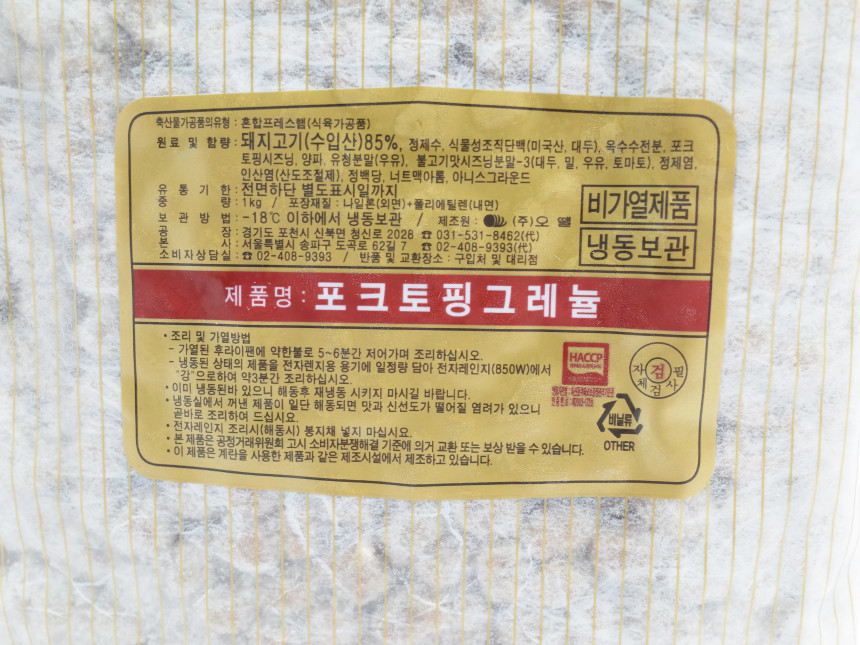 축산물가공품의유형 : 혼합프레스햄(식육가공품)
원료 및 함량 : 돼지고기(수입산)85%, 정제수, 식물성조직단백(미국산, 대두), 옥수수전분, 포크
토핑시즈닝, 양파, 유청분말(우유), 불고기맛시즈닝분말-3(대두, 밀, 우유, 토마토), 정제염,
인산염(산도조절제), 정백당, 너트맥아롬, 아니스그라운드
유통기한 : 전면하단 별도표시일까지
중량 : 1kg / 포장재질 : 나일론(외면)+폴리에틸렌(내면)
보관방법 : -18℃ 이하에서 냉동보관 / 제조원 : (주)오뗄
공장 : 경기도 포천시 신북면 청신로 2028 ☎ 031-531-8462(代)
본사 : 서울특별시 송파구 도곡로 62길 7 ☎ 02-408-9393(代)
소비자상담실 : ☎ 02-408-9393 / 반품 및 교환장소 : 구입처 및 대리점
비가열제품
냉동보관
제품명 : 포크토핑그레뉼
• 조리 및 가열방법
- 가열된 후라이팬에 약한불로 5~6분간 저어가며 조리하십시오.
- 냉동된 상태의 제품을 전자렌지용 용기에 일정량 담아 전자레인지(850W)에서
"강"으로하여 약3분간 조리하십시오.
• 이미 냉동된바 있으니 해동후 재냉동 시키지 마시길 바랍니다.
• 냉동실에서 꺼낸 제품이 일단 해동되면 맛과 신선도가 떨어질 염려가 있으니
곧바로 조리하여 드십시오.
• 전자레인지 조리시(해동시) 봉지채 넣지 마십시오.
• 본 제품은 공정거래위원회 고시 소비자분쟁해결 기준에 의거 교환 또는 보상 받을 수 있습니다.
• 이 제품은 계란을 사용한 제품과 같은 제조시설에서 제조하고 있습니다.
HACCP
자체검사필
검
비닐류
OTHER